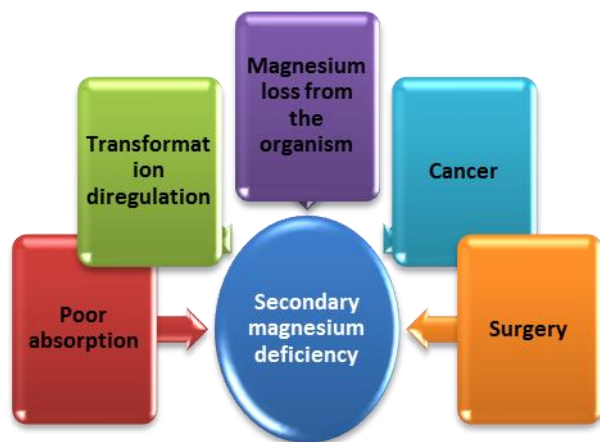 Magnesium
loss from
the
organism
Transformat
ion
diregulation
Cancer
Poor
absorption
Secondary
magnesium
deficiency
Surgery